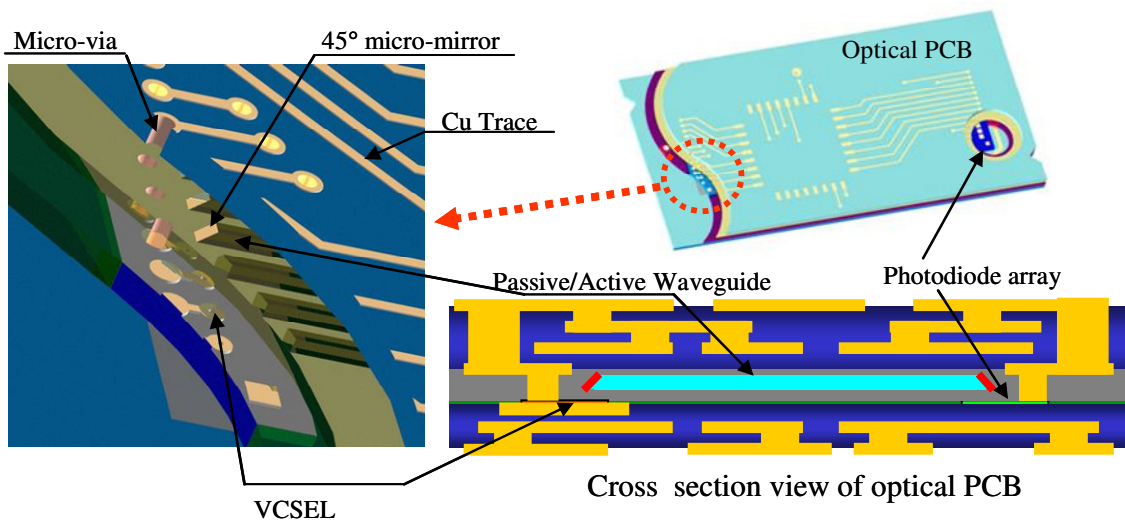 Micro-via
45° micro-mirror
Optical PCB
Cu Trace
Passive/Active Waveguide
Photodiode array
VCSEL
Cross section view of optical PCB